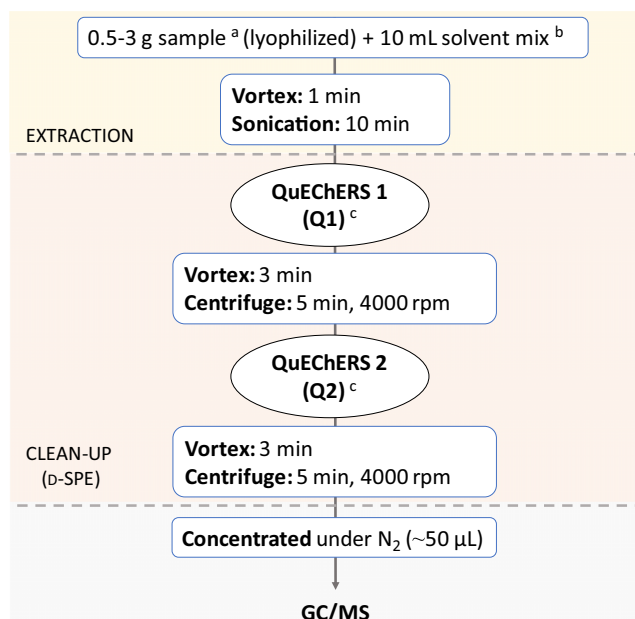 0.5-3 g sample ᵃ (lyophilized) + 10 mL solvent mix ᵇ
Vortex: 1 min
Sonication: 10 min
EXTRACTION
QuEChERS 1
(Q1) ᶜ
Vortex: 3 min
Centrifuge: 5 min, 4000 rpm
QuEChERS 2
(Q2) ᶜ
Vortex: 3 min
Centrifuge: 5 min, 4000 rpm
CLEAN-UP
(D-SPE)
Concentrated under N₂ (~50 µL)
GC/MS